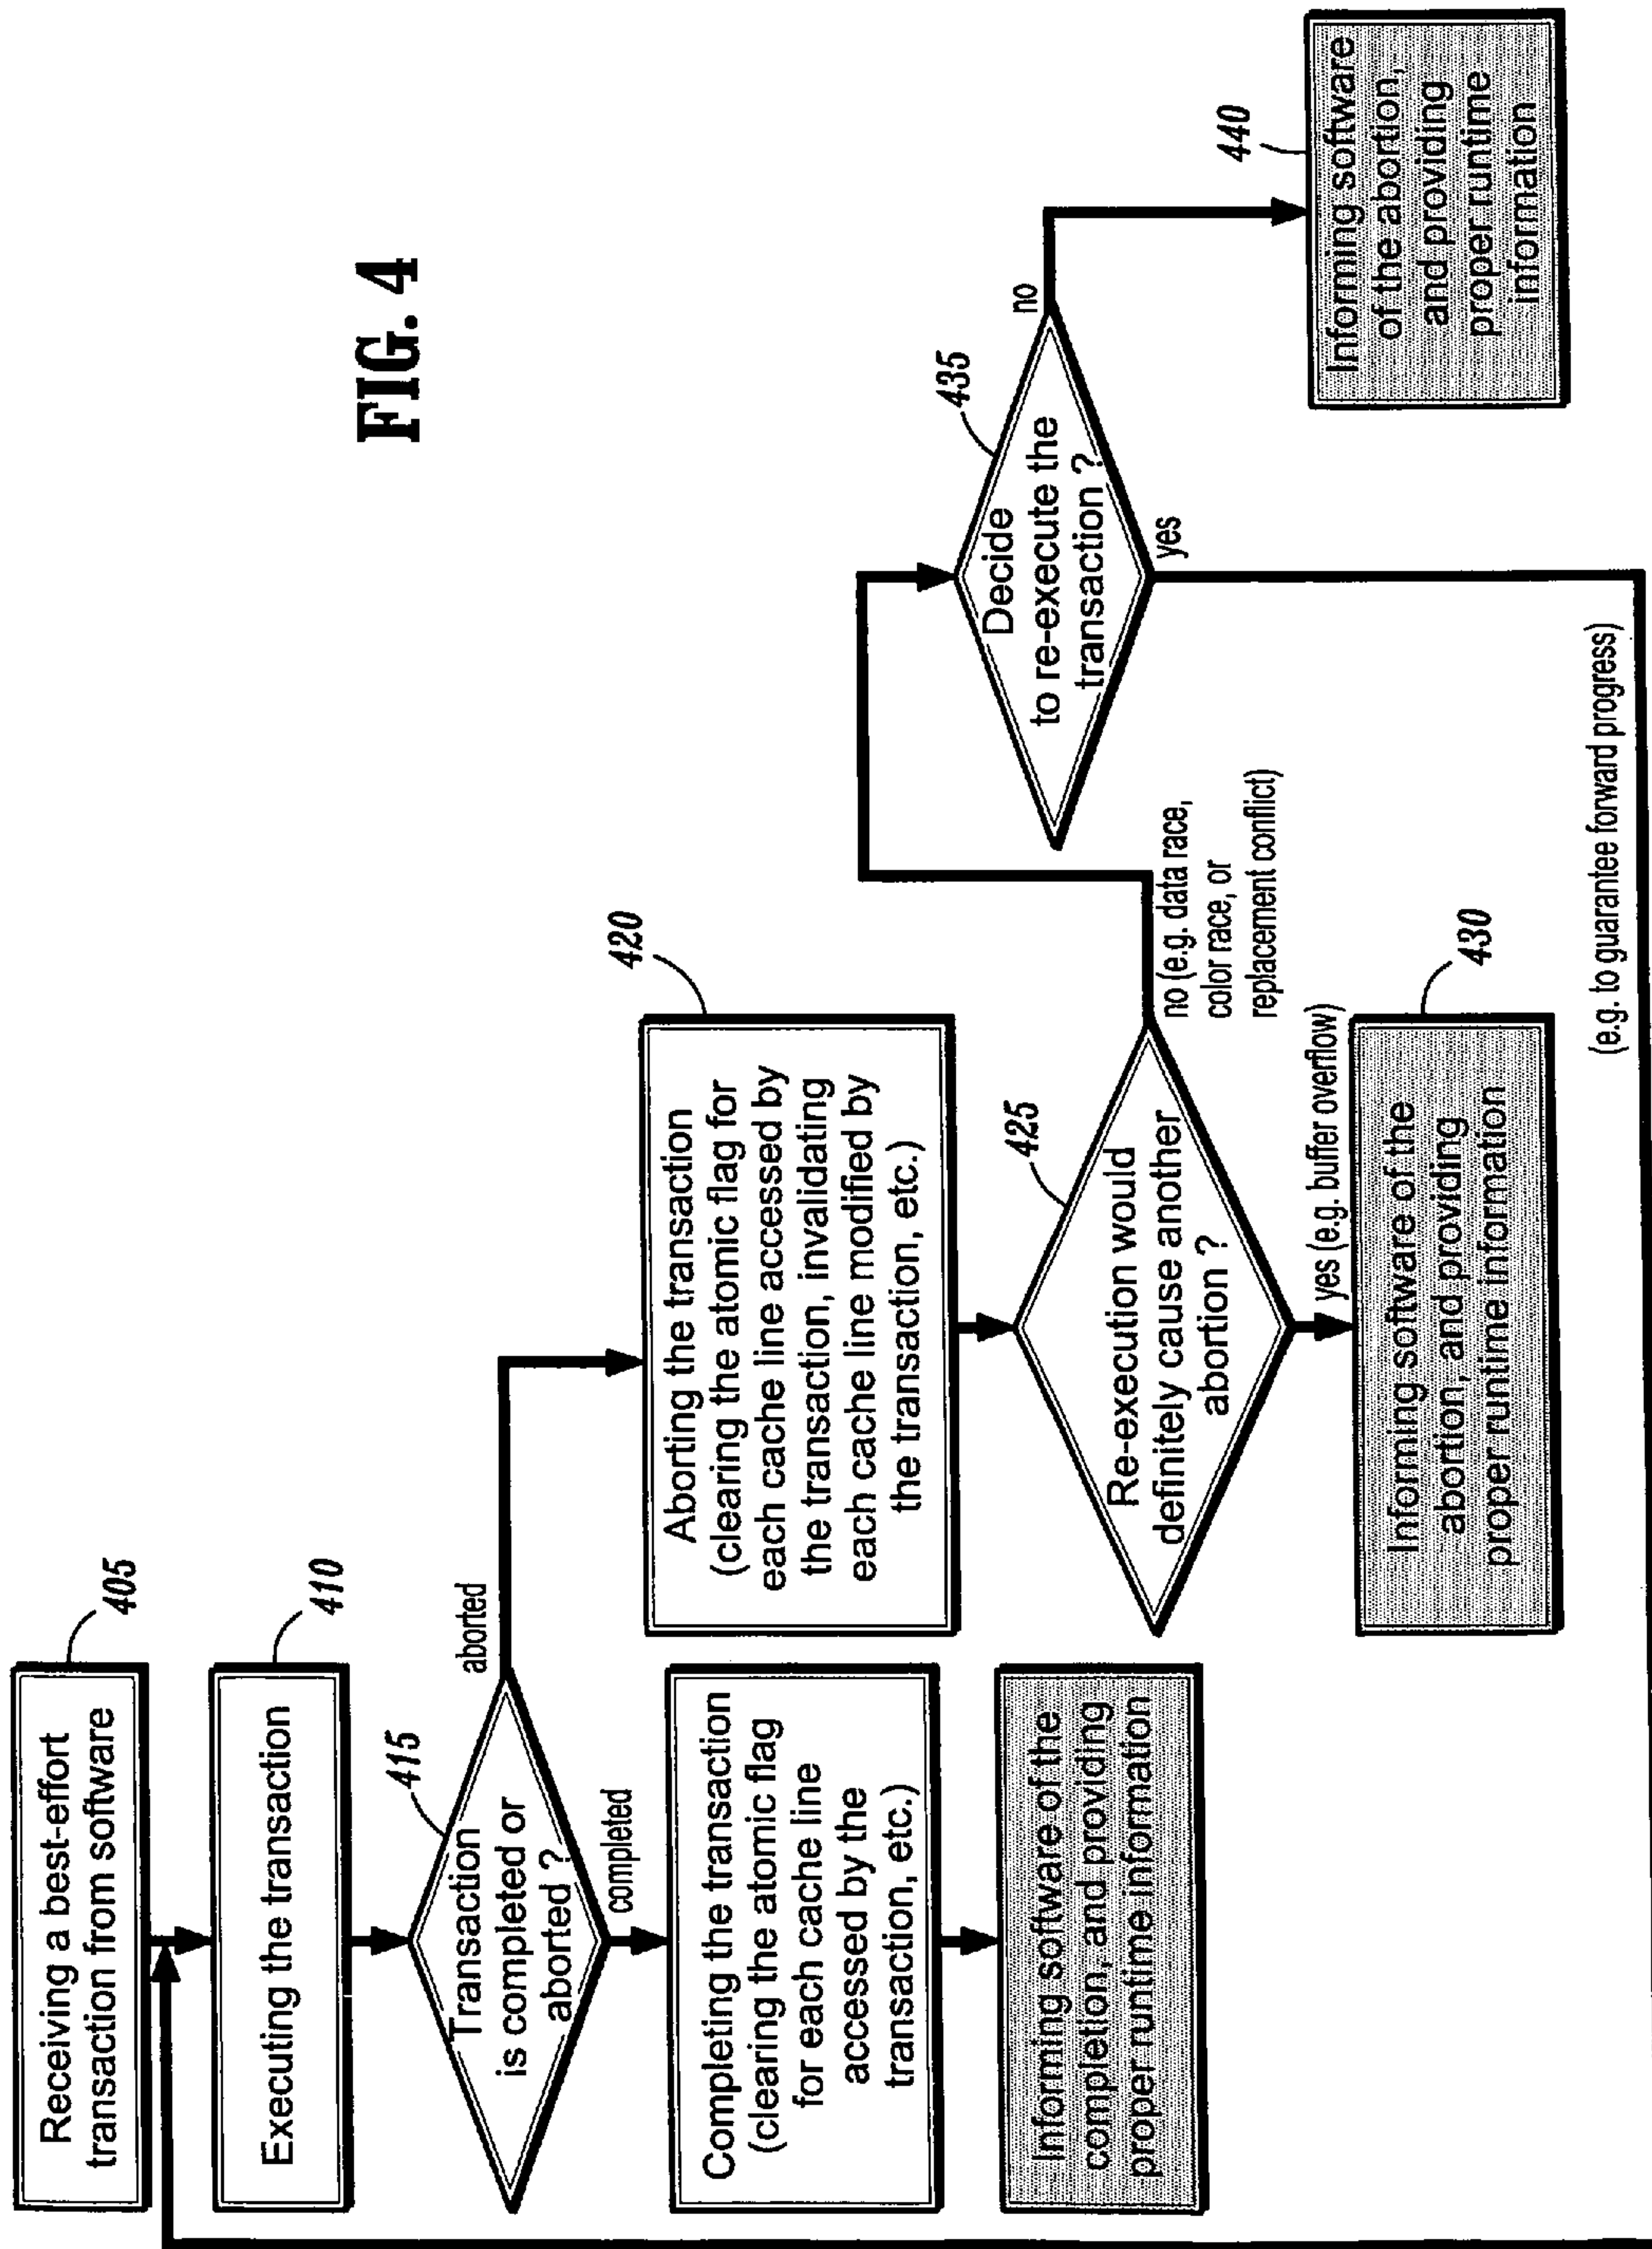 FIG. 4
Receiving a best-effort
transaction from software
405
Executing the transaction
410
Transaction
is completed or
aborted ?
415
aborted
completed
Completing the transaction
(clearing the atomic flag
for each cache line
accessed by the
transaction, etc.)
Informing software of the
completion, and providing
proper runtime information
Aborting the transaction
(clearing the atomic flag for
each cache line accessed by
the transaction, invalidating
each cache line modified by
the transaction, etc.)
420
Re-execution would
definitely cause another
abortion ?
425
yes (e.g. buffer overflow)
no (e.g. data race,
color race, or
replacement conflict)
Informing software of the
abortion, and providing
proper runtime information
430
Decide
to re-execute the
transaction ?
435
no
yes
(e.g. to guarantee forward progress)
Informing software
of the abortion,
and providing
proper runtime
information
440